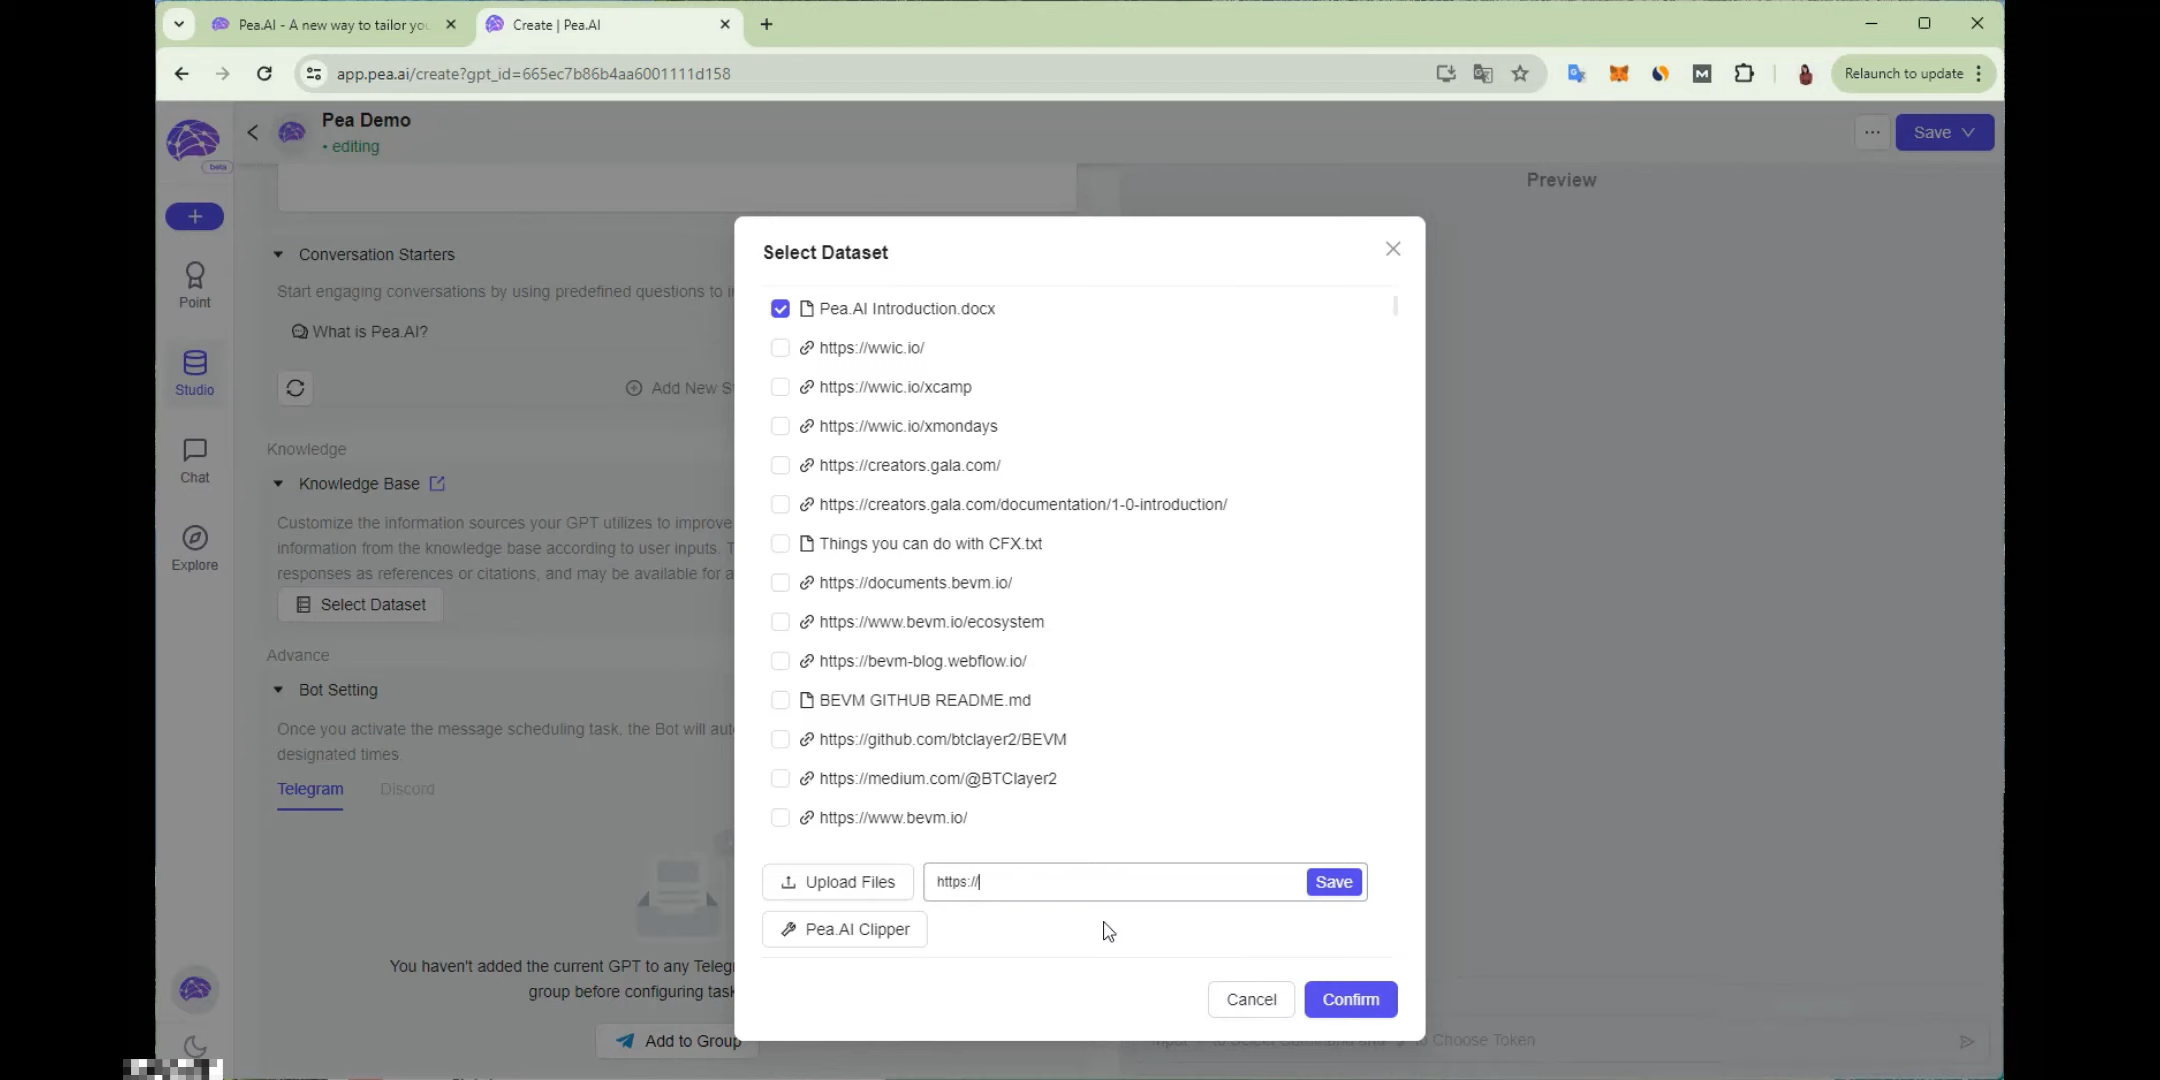 Pea.AI - A new way to tailor you
Create | Pea.AI
app.pea.ai/create?gpt_id=665ec7b86b4aa6001111d158
Relaunch to update
beta
Pea Demo
• editing
Save
Preview
Point
Studio
Chat
Explore
Conversation Starters
Start engaging conversations by using predefined questions to
What is Pea.AI?
Add New
Knowledge
Knowledge Base
Customize the information sources your GPT utilizes to improve
information from the knowledge base according to user inputs.
responses as references or citations, and may be available for
Select Dataset
Advance
Bot Setting
Once you activate the message scheduling task, the Bot will
designated times.
Telegram
Discord
You haven't added the current GPT to any
group before configuring
Add to Group
Select Dataset
Pea.AI Introduction.docx
https://wwic.io/
https://wwic.io/xcamp
https://wwic.io/xmondays
https://creators.gala.com/
https://creators.gala.com/documentation/1-0-introduction/
Things you can do with CFX.txt
https://documents.bevm.io/
https://www.bevm.io/ecosystem
https://bevm-blog.webflow.io/
BEVM GITHUB README.md
https://github.com/btclayer2/BEVM
https://medium.com/@BTClayer2
https://www.bevm.io/
Upload Files
https://
Save
Pea.AI Clipper
Cancel
Confirm
Choose Token